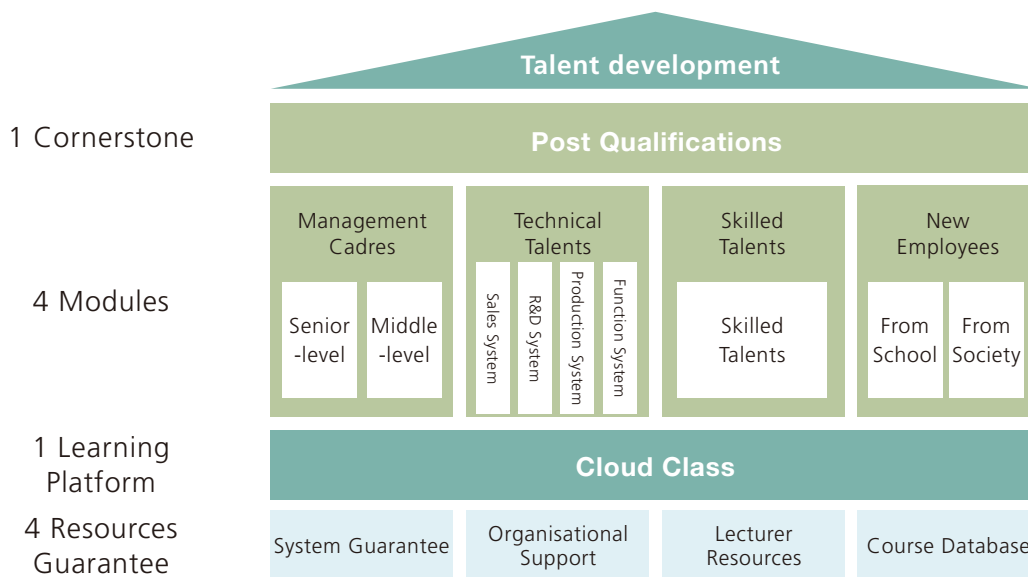 Talent development
1 Cornerstone
Post Qualifications
4 Modules
Management
Cadres
Senior
-level
Middle
-level
Technical
Talents
Sales System
R&D System
Production System
Function System
Skilled
Talents
Skilled
Talents
New
Employees
From
School
From
Society
1 Learning
Platform
Cloud Class
4 Resources
Guarantee
System Guarantee
Organisational
Support
Lecturer
Resources
Course Database